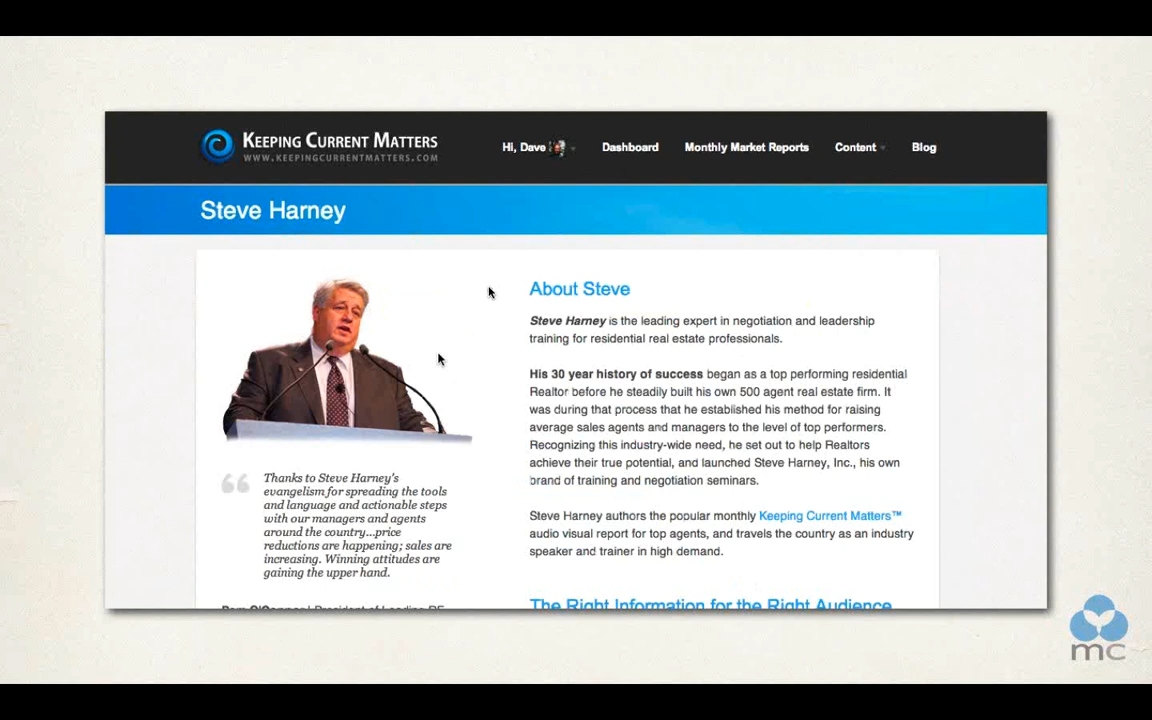 KEEPING CURRENT MATTERS
WWW.KEEPINGCURRENTMATTERS.COM
Hi, Dave
Dashboard
Monthly Market Reports
Content
Blog
Steve Harney
About Steve
Steve Harney is the leading expert in negotiation and leadership
training for residential real estate professionals.
His 30 year history of success began as a top performing residential
Realtor before he steadily built his own 500 agent real estate firm. It
was during that process that he established his method for raising
average sales agents and managers to the level of top performers.
Recognizing this industry-wide need, he set out to help Realtors
achieve their true potential, and launched Steve Harney, Inc., his own
brand of training and negotiation seminars.
Steve Harney authors the popular monthly Keeping Current Matters™
audio visual report for top agents, and travels the country as an industry
speaker and trainer in high demand.
The Right Information for the Right Audience
Thanks to Steve Harney's
evangelism for spreading the tools
and language and actionable steps
with our managers and agents
around the country...price
reductions are happening; sales are
increasing. Winning attitudes are
gaining the upper hand.
Pam O'Connor | President of Leading RE
mc